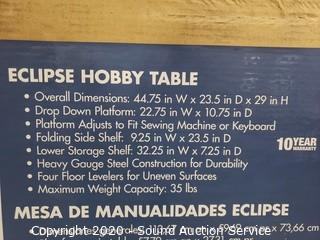 ECLIPSE HOBBY TABLE
• Overall Dimensions: 44.75 in W x 23.5 in D x 29 in H
• Drop Down Platform: 22.75 in W x 10.75 in D
• Platform Adjusts to Fit Sewing Machine or Keyboard
• Folding Side Shelf: 9.25 in W x 23.5 in D
• Lower Storage Shelf: 32.25 in W x 7.25 in D
• Heavy Gauge Steel Construction for Durability
• Four Floor Levelers for Uneven Surfaces
• Maximum Weight Capacity: 35 lbs
10 YEAR
WARRANTY
MESA DE MANUALIDADES ECLIPSE
x 73,66 cm
Copyright 2020 - Sound Auction Service